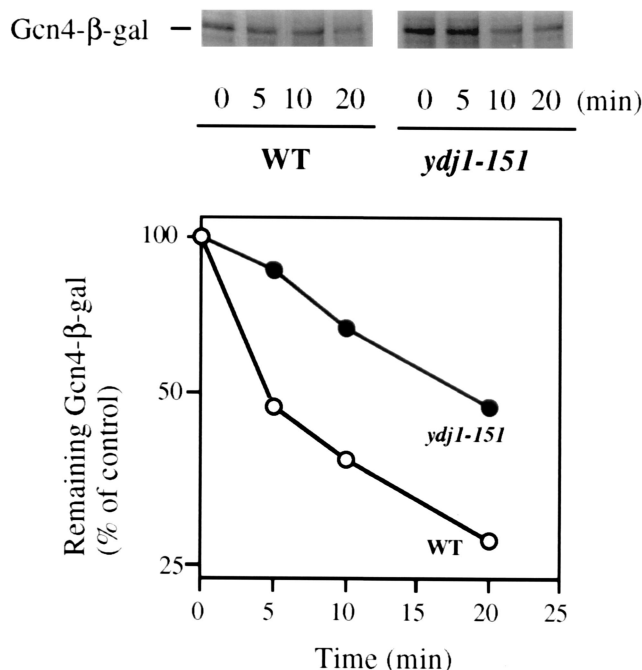 Gcn4-β-gal
0 5 10 20 0 5 10 20 (min)
WT ydj1-151
Remaining Gcn4-β-gal
(% of control)
100
50
25
ydj1-151
WT
0 5 10 15 20 25
Time (min)